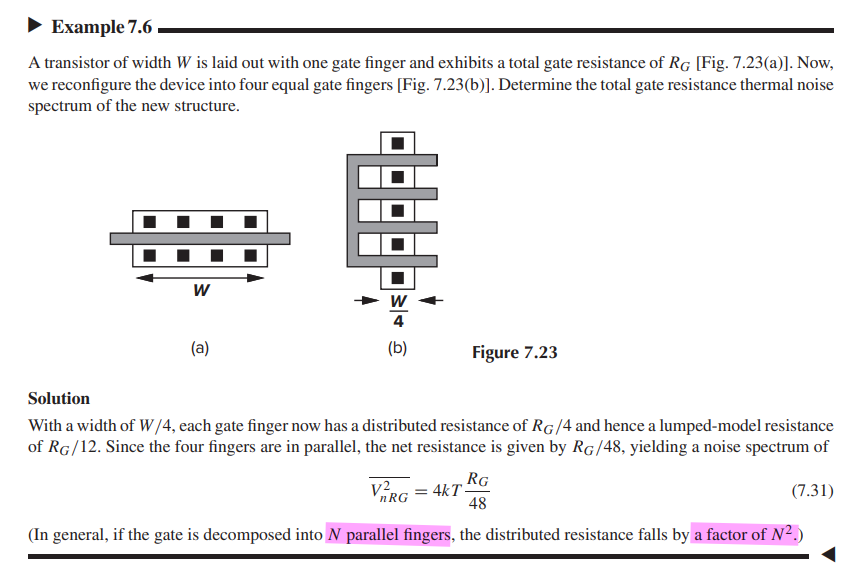 ▶ Example 7.6
A transistor of width W is laid out with one gate finger and exhibits a total gate resistance of R_G [Fig. 7.23(a)]. Now,
we reconfigure the device into four equal gate fingers [Fig. 7.23(b)]. Determine the total gate resistance thermal noise
spectrum of the new structure.
W
W/4
(a)
(b)
Figure 7.23
Solution
With a width of W/4, each gate finger now has a distributed resistance of R_G/4 and hence a lumped-model resistance
of R_G/12. Since the four fingers are in parallel, the net resistance is given by R_G/48, yielding a noise spectrum of
\overline{V_{nRG}^2} = 4kT \frac{R_G}{48} (7.31)
(In general, if the gate is decomposed into N parallel fingers, the distributed resistance falls by a factor of N².)